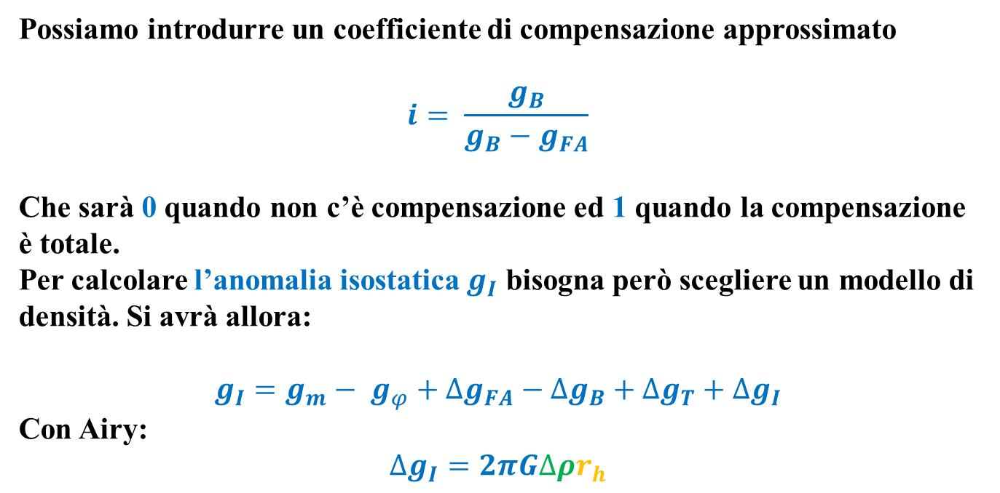 Possiamo introdurre un coefficiente di compensazione approssimato
i = g_B / (g_B − g_FA)
Che sarà 0 quando non c’è compensazione ed 1 quando la compensazione
è totale.
Per calcolare l’anomalia isostatica g_I bisogna però scegliere un modello di
densità. Si avrà allora:
g_I = g_m − g_φ + Δg_FA − Δg_B + Δg_T + Δg_I
Con Airy:
Δg_I = 2πGΔρr_h